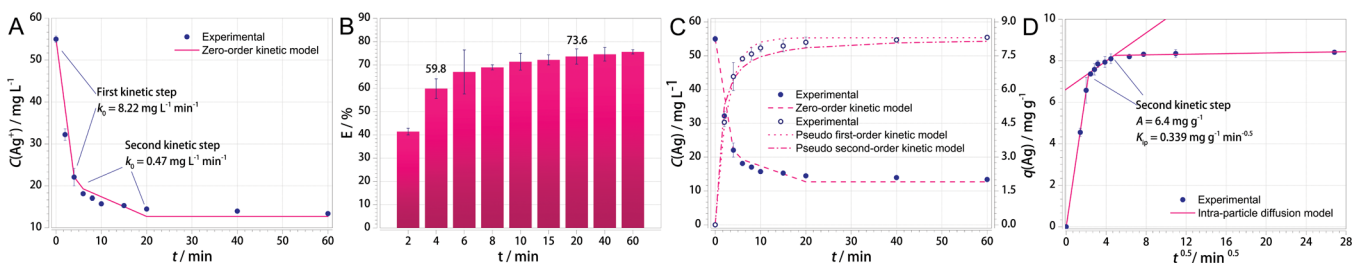 A
60
50
40
30
20
10
C(Ag⁺) / mg L⁻¹
Experimental
Zero-order kinetic model
First kinetic step
k₀ = 8.22 mg L⁻¹ min⁻¹
Second kinetic step
k₀ = 0.47 mg L⁻¹ min⁻¹
0 10 20 30 40 50 60
t / min
B
90
80
70
60
50
40
30
20
10
0
E / %
59.8
73.6
2 4 6 8 10 15 20 40 60
t / min
C
60
50
40
30
20
10
0
C(Ag) / mg L⁻¹
Experimental
Zero-order kinetic model
Experimental
Pseudo first-order kinetic model
Pseudo second-order kinetic model
9.0
7.5
6.0
4.5
3.0
1.5
0.0
q(Ag) / mg g⁻¹
0 10 20 30 40 50 60
t / min
D
10
8
6
4
2
0
Second kinetic step
A = 6.4 mg g⁻¹
Kip = 0.339 mg g⁻¹ min⁻⁰·⁵
Experimental
Intra-particle diffusion model
0 4 8 12 16 20 24 28
t⁰·⁵ / min⁰·⁵